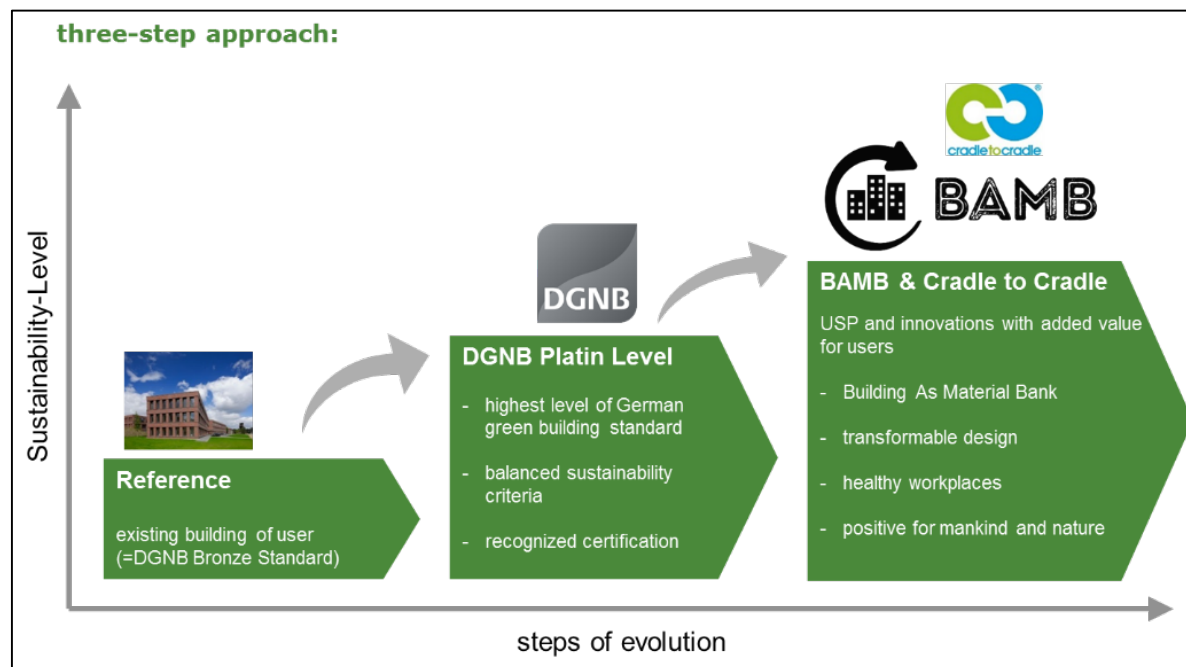 three-step approach:
Sustainability-Level
cradletocradle
®
BAMB
DGNB
BAMB & Cradle to Cradle
USP and innovations with added value
for users
- Building As Material Bank
- transformable design
- healthy workplaces
- positive for mankind and nature
DGNB Platin Level
- highest level of German
green building standard
- balanced sustainability
criteria
- recognized certification
Reference
existing building of user
(=DGNB Bronze Standard)
steps of evolution